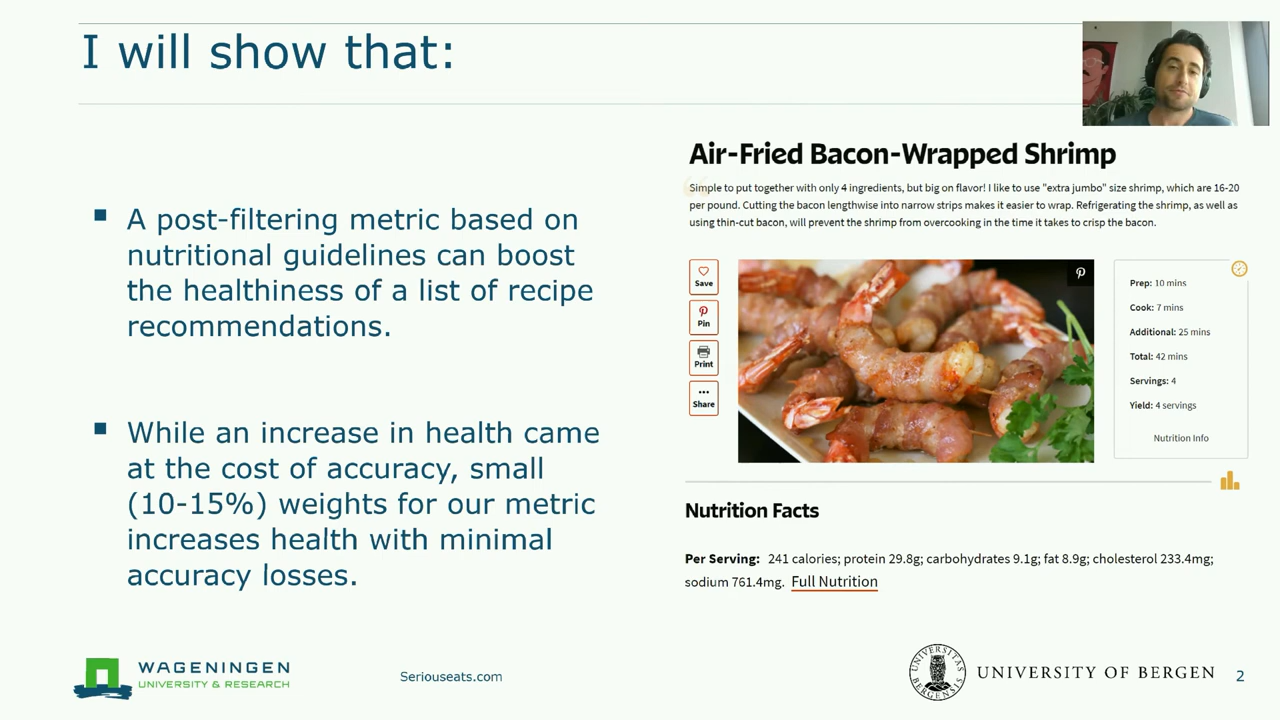 I will show that:
▪ A post-filtering metric based on
nutritional guidelines can boost
the healthiness of a list of recipe
recommendations.
▪ While an increase in health came
at the cost of accuracy, small
(10-15%) weights for our metric
increases health with minimal
accuracy losses.
Air-Fried Bacon-Wrapped Shrimp
Simple to put together with only 4 ingredients, but big on flavor! I like to use "extra jumbo" size shrimp, which are 16-20
per pound. Cutting the bacon lengthwise into narrow strips makes it easier to wrap. Refrigerating the shrimp, as well as
using thin-cut bacon, will prevent the shrimp from overcooking in the time it takes to crisp the bacon.
Save
Pin
Print
Share
Prep: 10 mins
Cook: 7 mins
Additional: 25 mins
Total: 42 mins
Servings: 4
Yield: 4 servings
Nutrition Info
Nutrition Facts
Per Serving: 241 calories; protein 29.8g; carbohydrates 9.1g; fat 8.9g; cholesterol 233.4mg;
sodium 761.4mg. Full Nutrition
WAGENINGEN
UNIVERSITY & RESEARCH
Seriouseats.com
UNIVERSITAS
BERGENSIS
UNIVERSITY OF BERGEN
2